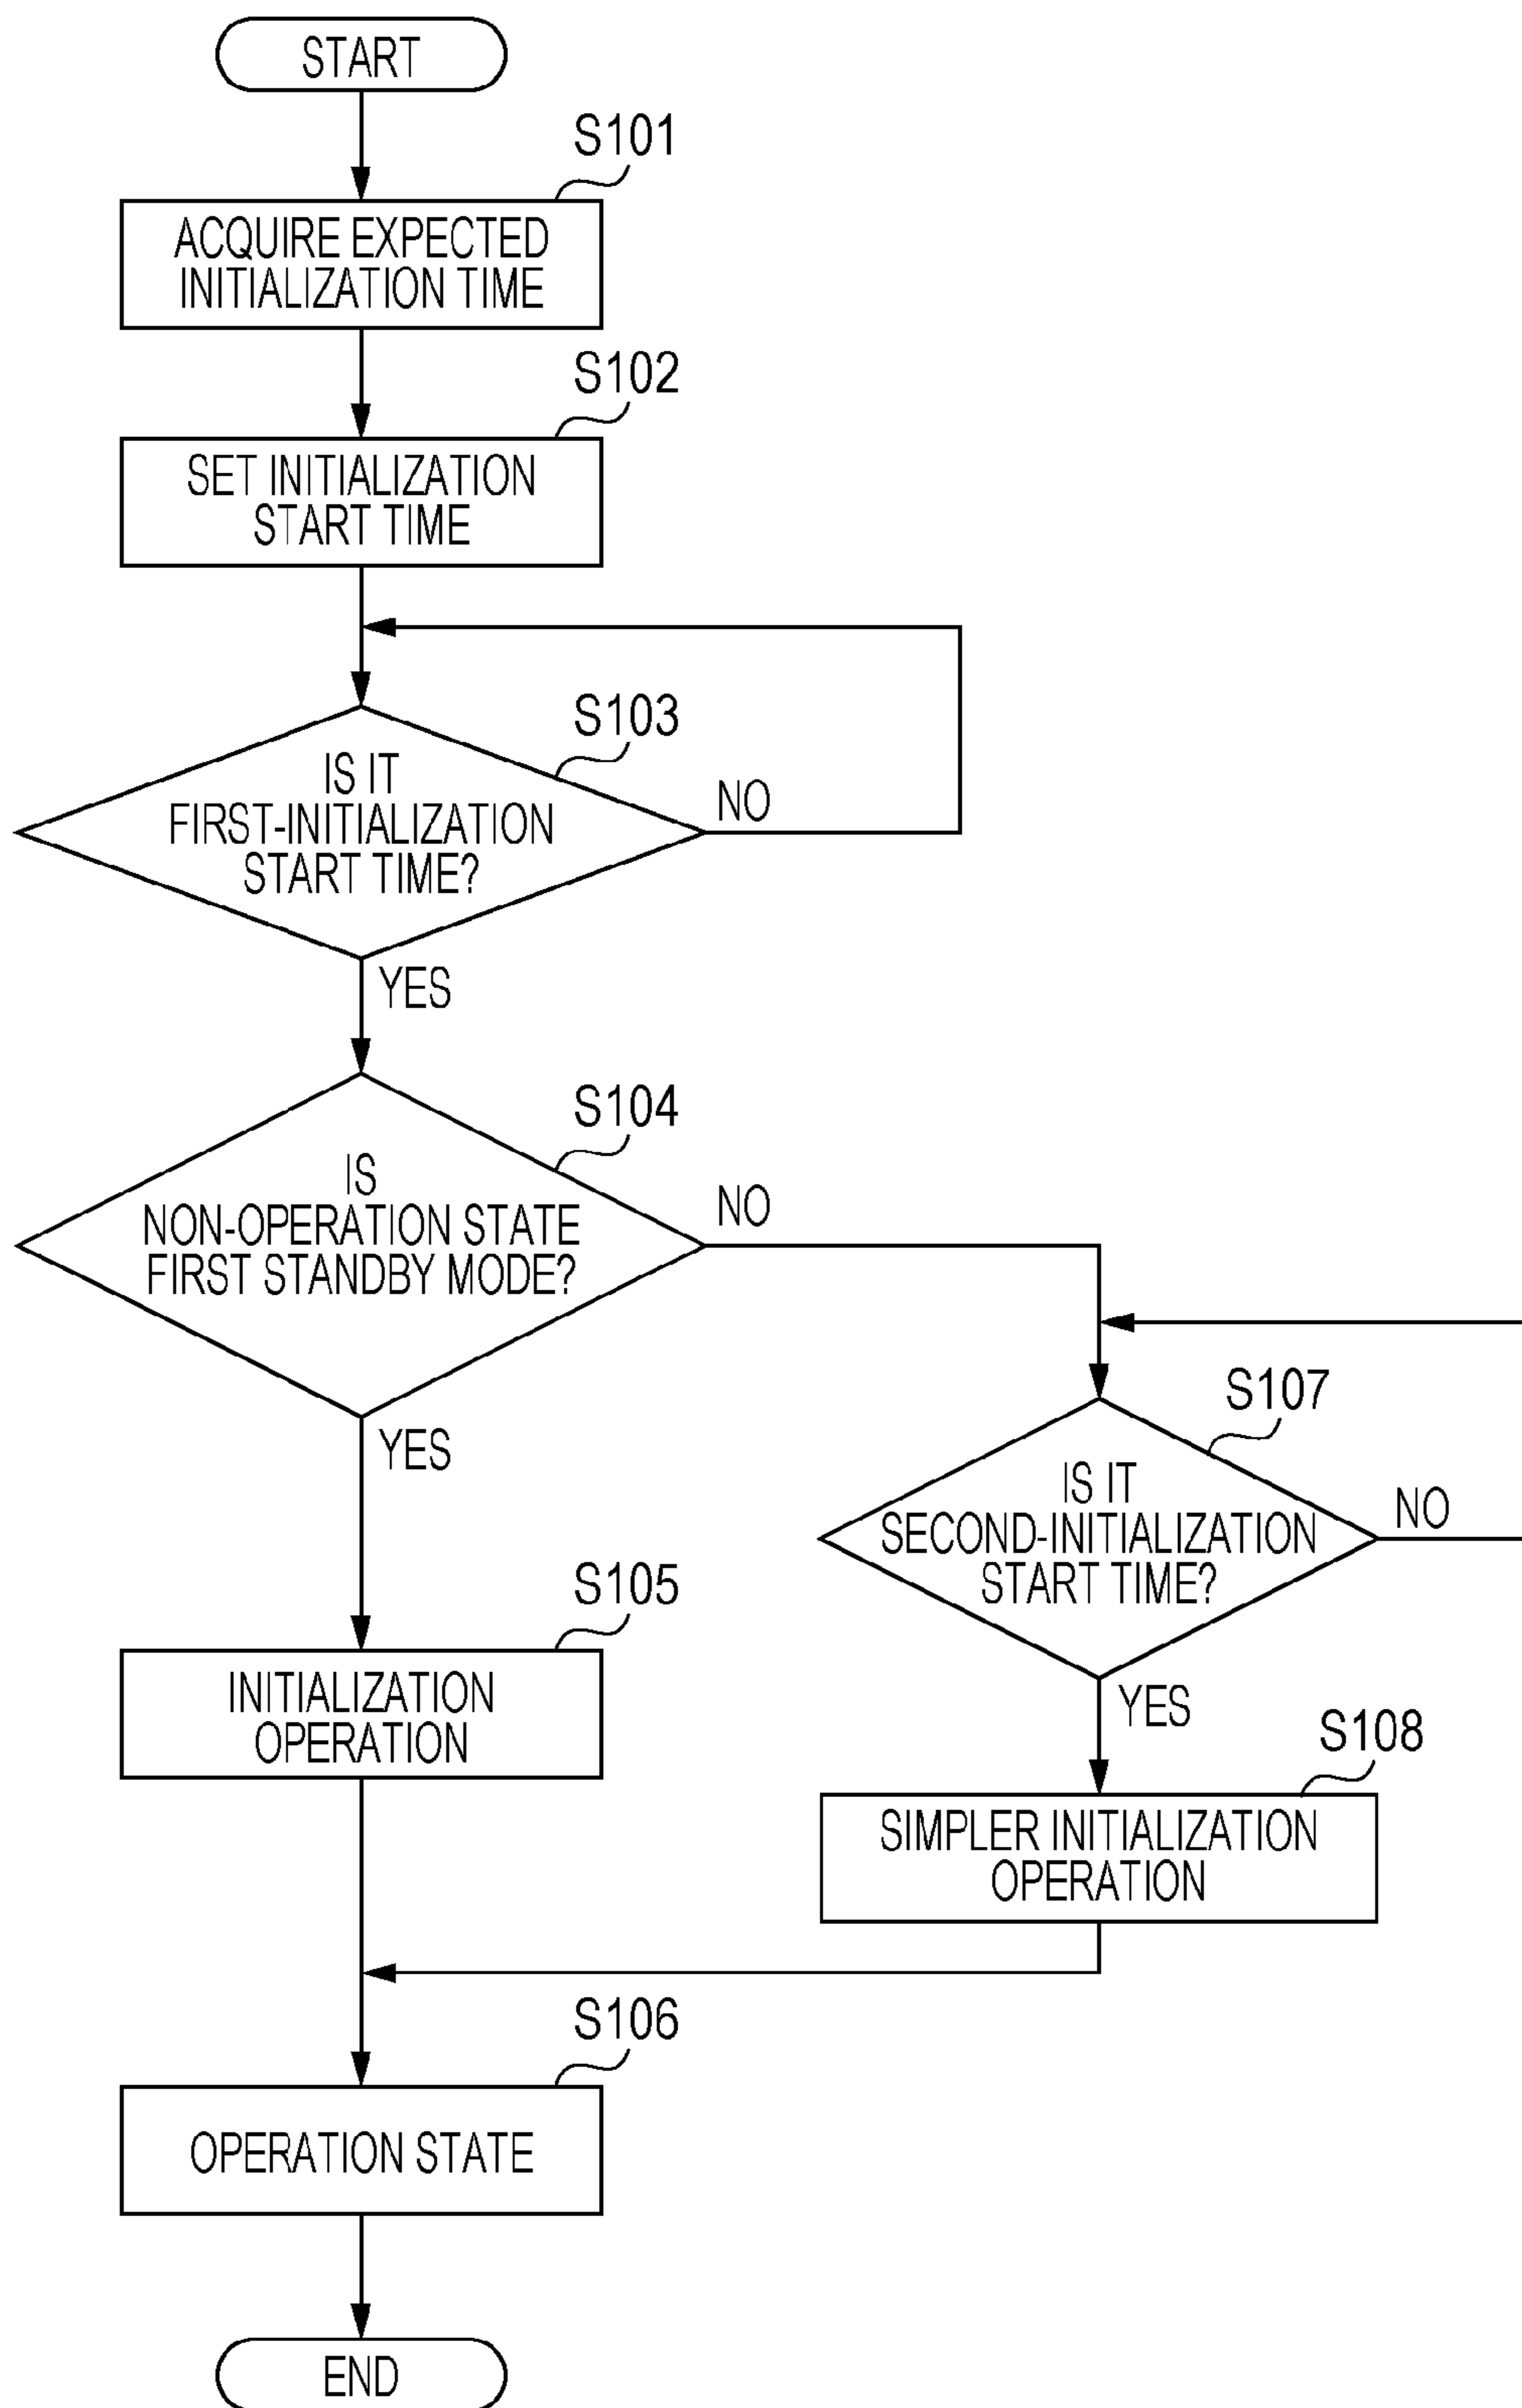 START
S101
ACQUIRE EXPECTED
INITIALIZATION TIME
S102
SET INITIALIZATION
START TIME
S103
IS IT
FIRST-INITIALIZATION
START TIME?
NO
YES
S104
IS
NON-OPERATION STATE
FIRST STANDBY MODE?
NO
YES
S107
IS IT
SECOND-INITIALIZATION
START TIME?
NO
YES
S105
INITIALIZATION
OPERATION
S108
SIMPLER INITIALIZATION
OPERATION
S106
OPERATION STATE
END